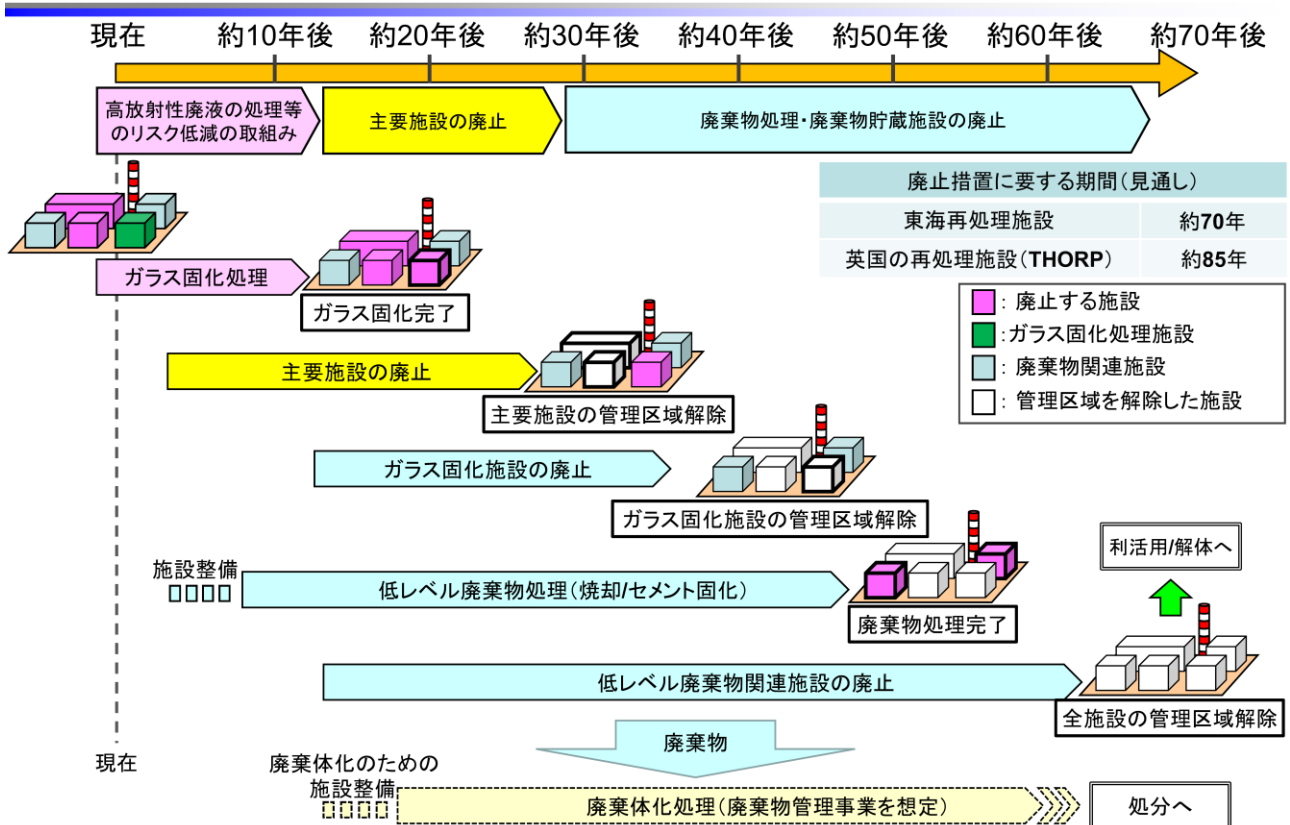 現在
約10年後
約20年後
約30年後
約40年後
約50年後
約60年後
約70年後
高放射性廃液の処理等
のリスク低減の取組み
主要施設の廃止
廃棄物処理・廃棄物貯蔵施設の廃止
廃止措置に要する期間(見通し)
東海再処理施設 約70年
英国の再処理施設(THORP) 約85年
ガラス固化処理
ガラス固化完了
:廃止する施設
:ガラス固化処理施設
:廃棄物関連施設
:管理区域を解除した施設
主要施設の廃止
主要施設の管理区域解除
ガラス固化施設の廃止
ガラス固化施設の管理区域解除
施設整備
低レベル廃棄物処理(焼却/セメント固化)
廃棄物処理完了
利活用/解体へ
低レベル廃棄物関連施設の廃止
全施設の管理区域解除
現在
廃棄物
廃棄体化のための
施設整備
廃棄体化処理(廃棄物管理事業を想定)
処分へ